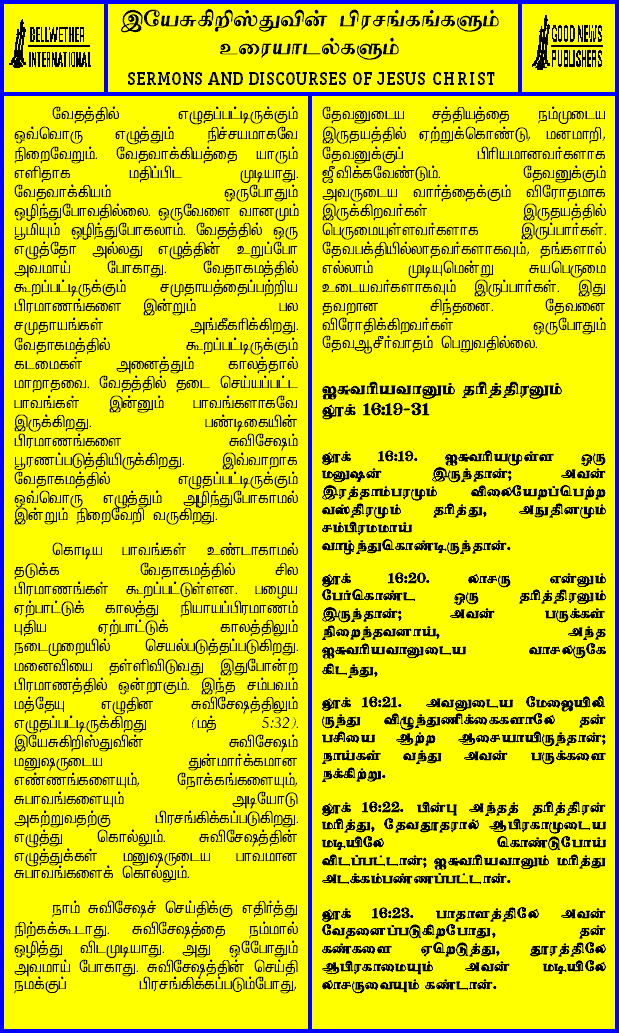 BELLWETHER
INTERNATIONAL
இயேசுகிறிஸ்துவின் பிரசங்கங்களும்
உரையாடல்களும்
SERMONS AND DISCOURSES OF JESUS CHRIST
GOOD NEWS
PUBLISHERS
வேதத்தில் எழுதப்பட்டிருக்கும்
ஒவ்வொரு எழுத்தும் நிச்சயமாகவே
நிறைவேறும். வேதவாக்கியத்தை யாரும்
எளிதாக மதிப்பிட முடியாது.
வேதவாக்கியம் ஒருபோதும்
ஒழிந்துபோவதில்லை. ஒருவேளை வானமும்
பூமியும் ஒழிந்துபோகலாம். வேதத்தில் ஒரு
எழுத்தோ அல்லது எழுத்தின் உறுப்போ
அவமாய் போகாது. வேதாகமத்தில்
கூறப்பட்டிருக்கும் சமுதாயத்தைப்பற்றிய
பிரமாணங்களை இன்றும் பல
சமுதாயங்கள் அங்கீகரிக்கிறது.
வேதாகமத்தில் கூறப்பட்டிருக்கும்
கடமைகள் அனைத்தும் காலத்தால்
மாறாதவை. வேதத்தில் தடை செய்யப்பட்ட
பாவங்கள் இன்னும் பாவங்களாகவே
இருக்கிறது. பண்டிகையின்
பிரமாணங்களை சுவிசேஷம்
பூரணப்படுத்தியிருக்கிறது. இவ்வாறாக
வேதாகமத்தில் எழுதப்பட்டிருக்கும்
ஒவ்வொரு எழுத்தும் அழிந்துபோகாமல்
இன்றும் நிறைவேறி வருகிறது.
கொடிய பாவங்கள் உண்டாகாமல்
தடுக்க வேதாகமத்தில் சில
பிரமாணங்கள் கூறப்பட்டுள்ளன. பழைய
ஏற்பாட்டுக் காலத்து நியாயப்பிரமாணம்
புதிய ஏற்பாட்டுக் காலத்திலும்
நடைமுறையில் செயல்படுத்தப்படுகிறது.
மனைவியை தள்ளிவிடுவது இதுபோன்ற
பிரமாணத்தில் ஒன்றாகும். இந்த சம்பவம்
மத்தேயு எழுதின சுவிசேஷத்திலும்
எழுதப்பட்டிருக்கிறது (மத் 5:32).
இயேசுகிறிஸ்துவின் சுவிசேஷம்
மனுஷருடைய துன்மார்க்கமான
எண்ணங்களையும், நோக்கங்களையும்,
சுபாவங்களையும் அடியோடு
அகற்றுவதற்கு பிரசங்கிக்கப்படுகிறது.
எழுத்து கொல்லும். சுவிசேஷத்தின்
எழுத்துக்கள் மனுஷருடைய பாவமான
சுபாவங்களைக் கொல்லும்.
நாம் சுவிசேஷச் செய்திக்கு எதிர்த்து
நிற்கக்கூடாது. சுவிசேஷத்தை நம்மால்
ஒழித்து விடமுடியாது. அது ஒபோதும்
அவமாய் போகாது. சுவிசேஷத்தின் செய்தி
நமக்குப் பிரசங்கிக்கப்படும்போது,
தேவனுடைய சத்தியத்தை நம்முடைய
இருதயத்தில் ஏற்றுக்கொண்டு, மனமாறி,
தேவனுக்குப் பிரியமானவர்களாக
ஜீவிக்கவேண்டும். தேவனுக்கும்
அவருடைய வார்த்தைக்கும் விரோதமாக
இருக்கிறவர்கள் இருதயத்தில்
பெருமையுள்ளவர்களாக இருப்பார்கள்.
தேவபக்தியில்லாதவர்களாகவும், தங்களால்
எல்லாம் முடியுமென்று சுயபெருமை
உடையவர்களாகவும் இருப்பார்கள். இது
தவறான சிந்தனை. தேவனை
விரோதிக்கிறவர்கள் ஒருபோதும்
தேவஆசீர்வாதம் பெறுவதில்லை.
ஐசுவரியவானும் தரித்திரனும்
லூக் 16:19-31
லூக் 16:19. ஐசுவரியமுள்ள ஒரு
மனுஷன் இருந்தான்; அவன்
இரத்தாம்பரமும் விலையேறப்பெற்ற
வஸ்திரமும் தரித்து, அநுதினமும்
சம்பிரமமாய்
வாழ்ந்துகொண்டிருந்தான்.
லூக் 16:20. லாசரு என்னும்
பேர்கொண்ட ஒரு தரித்திரனும்
இருந்தான்; அவன் பருக்கள்
நிறைந்தவனாய், அந்த
ஐசுவரியவானுடைய வாசலருகே
கிடந்து,
லூக் 16:21. அவனுடைய மேஜையிலி
ருந்து விழுந்துணிக்கைகளாலே தன்
பசியை ஆற்ற ஆசையாயிருந்தான்;
நாய்கள் வந்து அவன் பருக்களை
நக்கிற்று.
லூக் 16:22. பின்பு அந்தத் தரித்திரன்
மரித்து, தேவதூதரால் ஆபிரகாமுடைய
மடியிலே கொண்டுபோய்
விடப்பட்டான்; ஐசுவரியவானும் மரித்து
அடக்கம்பண்ணப்பட்டான்.
லூக் 16:23. பாதாளத்திலே அவன்
வேதனைப்படுகிறபோது, தன்
கண்களை ஏறெடுத்து, தூரத்திலே
ஆபிரகாமையும் அவன் மடியிலே
லாசருவையும் கண்டான்.